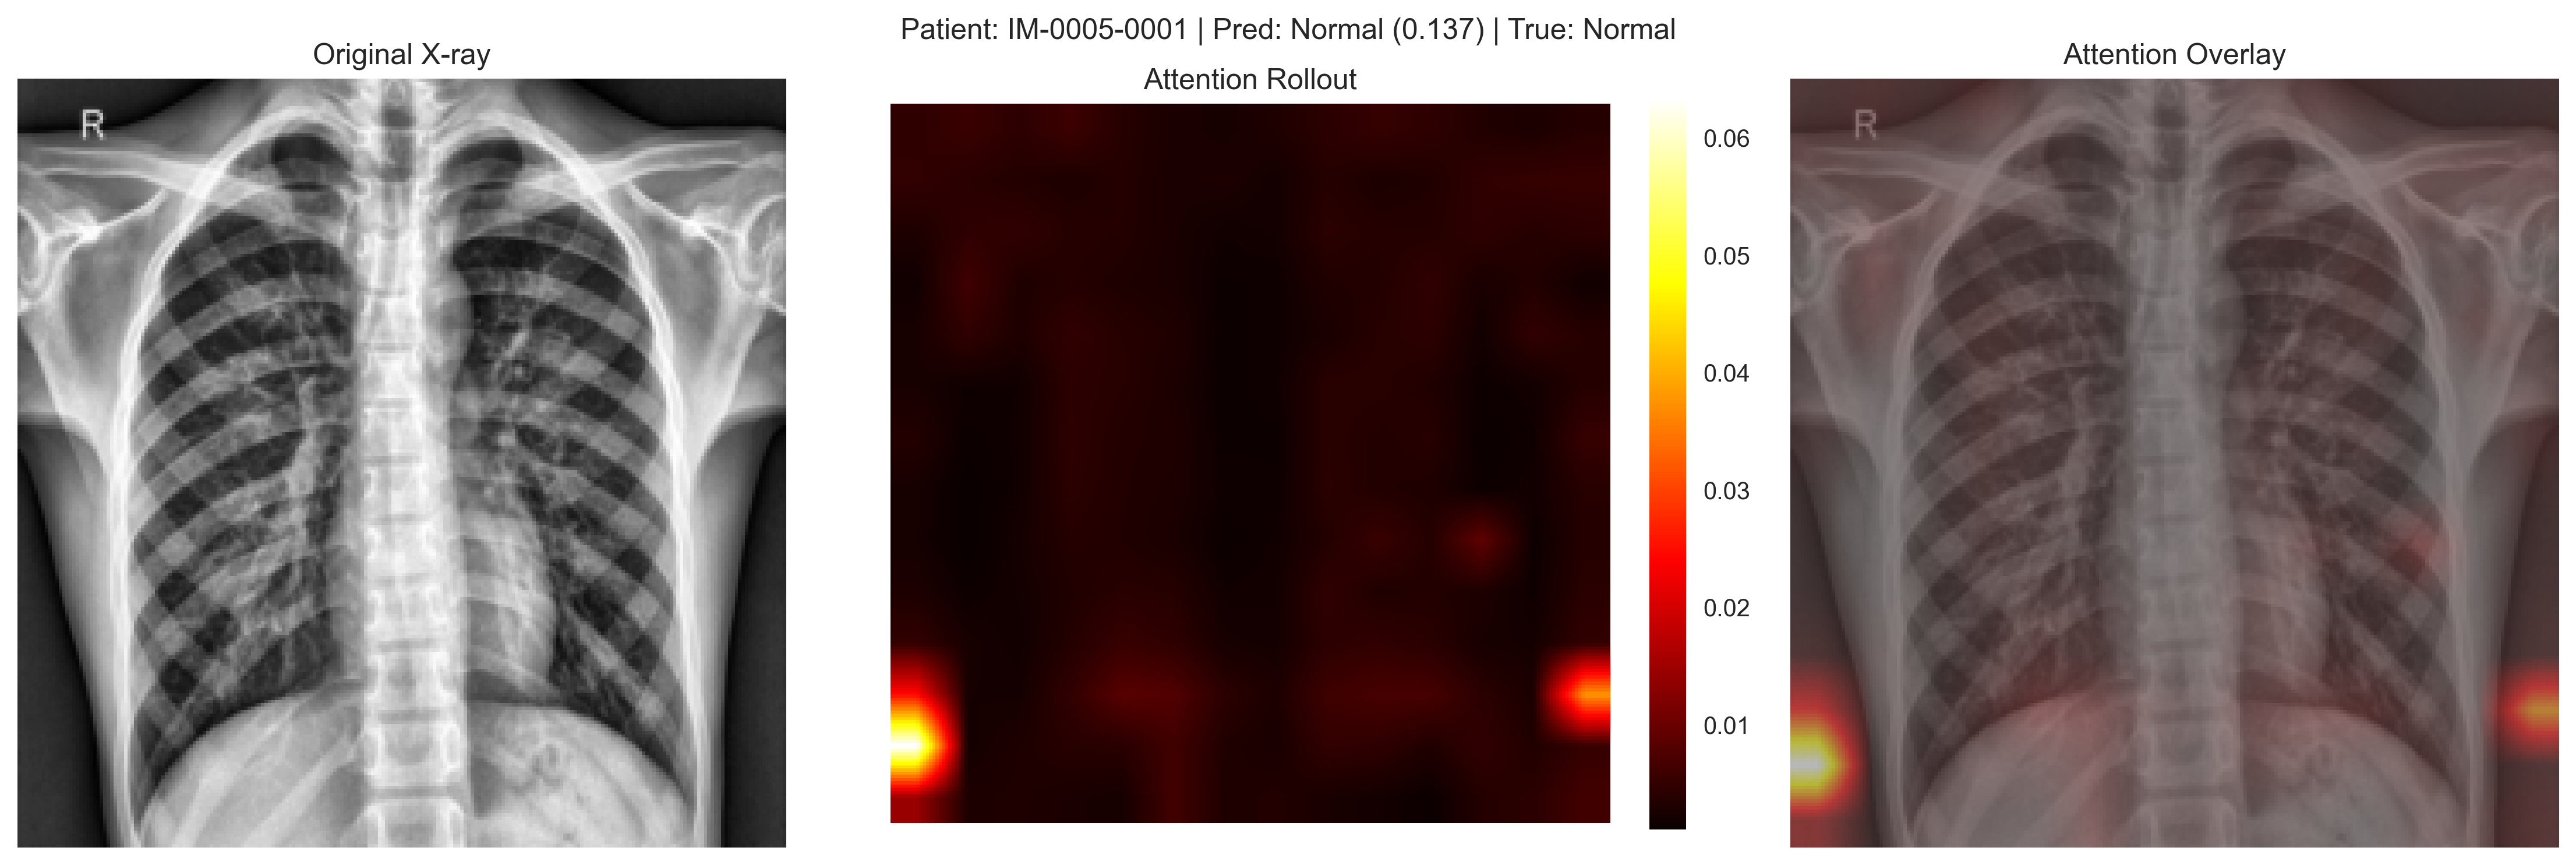 Patient: IM-0005-0001 | Pred: Normal (0.137) | True: Normal
Original X-ray
Attention Rollout
Attention Overlay
R
0.06
0.05
0.04
0.03
0.02
0.01
R